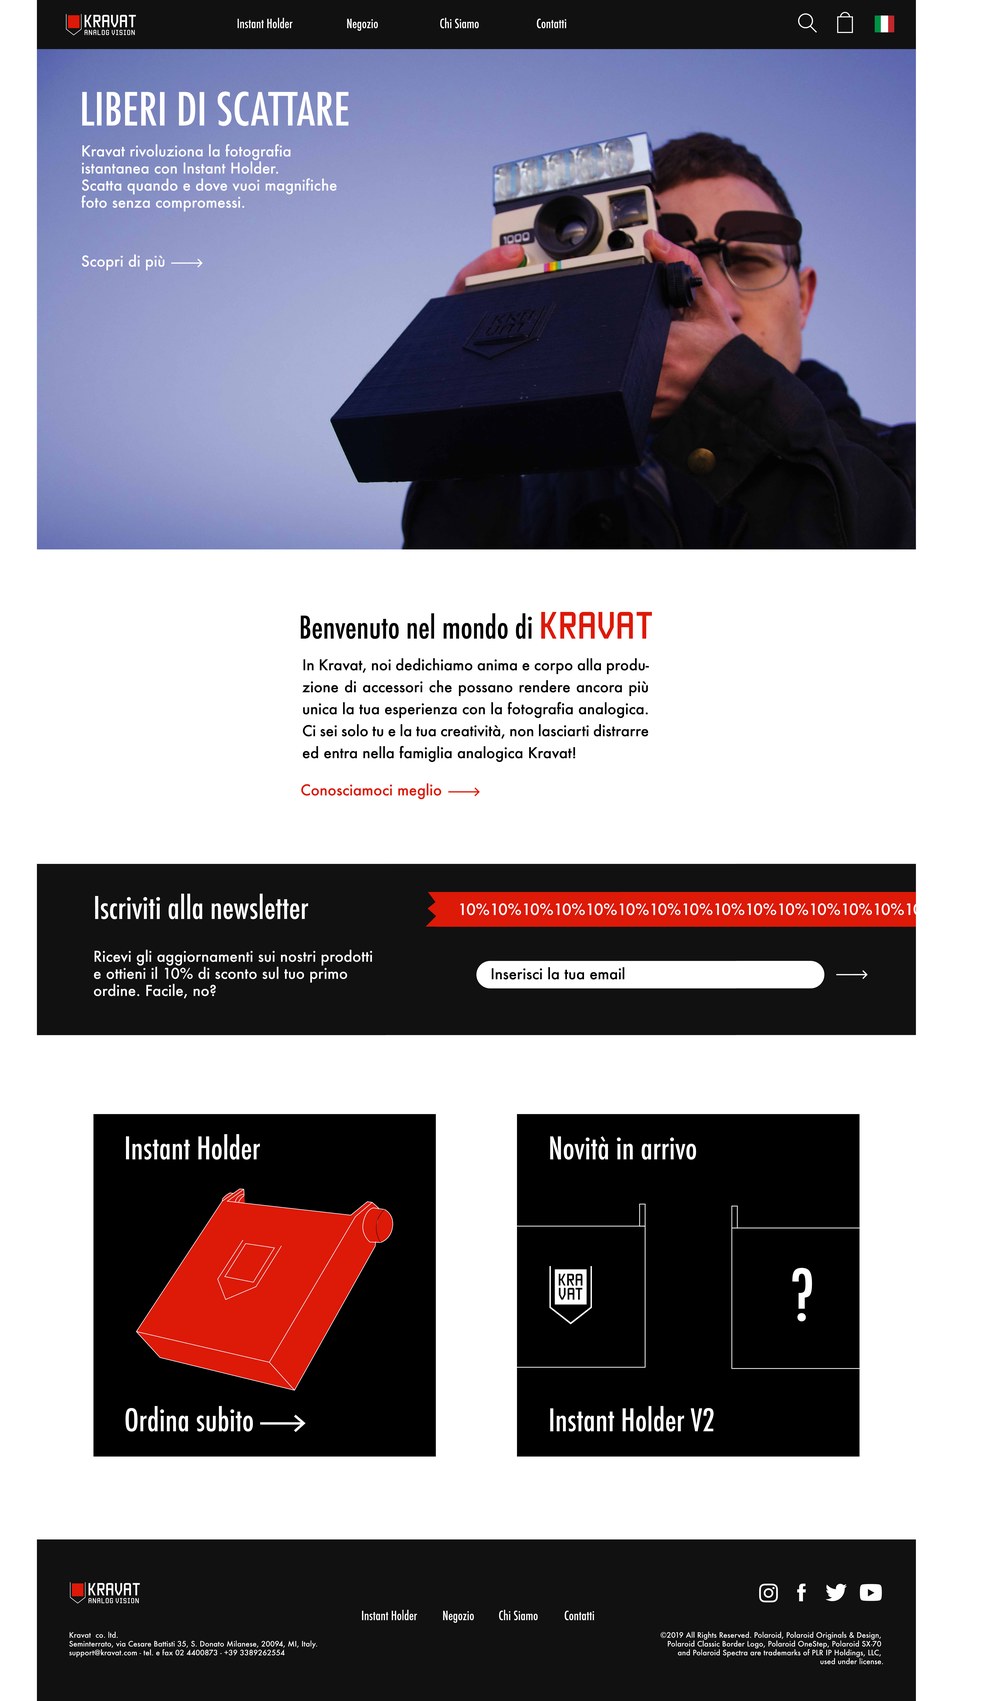 KRAVAT
ANALOG VISION
Instant Holder
Negozio
Chi Siamo
Contatti
LIBERI DI SCATTARE
Kravat rivoluziona la fotografia
istantanea con Instant Holder.
Scatta quando e dove vuoi magnifiche
foto senza compromessi.
Scopri di più
1000
Benvenuto nel mondo di KRAVAT
In Kravat, noi dedichiamo anima e corpo alla produ-
zione di accessori che possano rendere ancora più
unica la tua esperienza con la fotografia analogica.
Ci sei solo tu e la tua creatività, non lasciarti distrarre
ed entra nella famiglia analogica Kravat!
Conosciamoci meglio
Iscriviti alla newsletter
10%10%10%10%10%10%10%10%10%10%10%10%10%10%10
Ricevi gli aggiornamenti sui nostri prodotti
e ottieni il 10% di sconto sul tuo primo
ordine. Facile, no?
Inserisci la tua email
Instant Holder
Ordina subito
Novità in arrivo
KRA
VAT
?
Instant Holder V2
KRAVAT
ANALOG VISION
Instant Holder
Negozio
Chi Siamo
Contatti
Kravat co. ltd.
Seminterrato, via Cesare Battisti 35, S. Donato Milanese, 20094, MI, Italy.
support@kravat.com - tel. e fax 02 4400873 - +39 3389262554
©2019 All Rights Reserved. Polaroid, Polaroid Originals & Design,
Polaroid Classic Border Logo, Polaroid OneStep, Polaroid SX-70
and Polaroid Spectra are trademarks of PLR IP Holdings, LLC,
used under license.